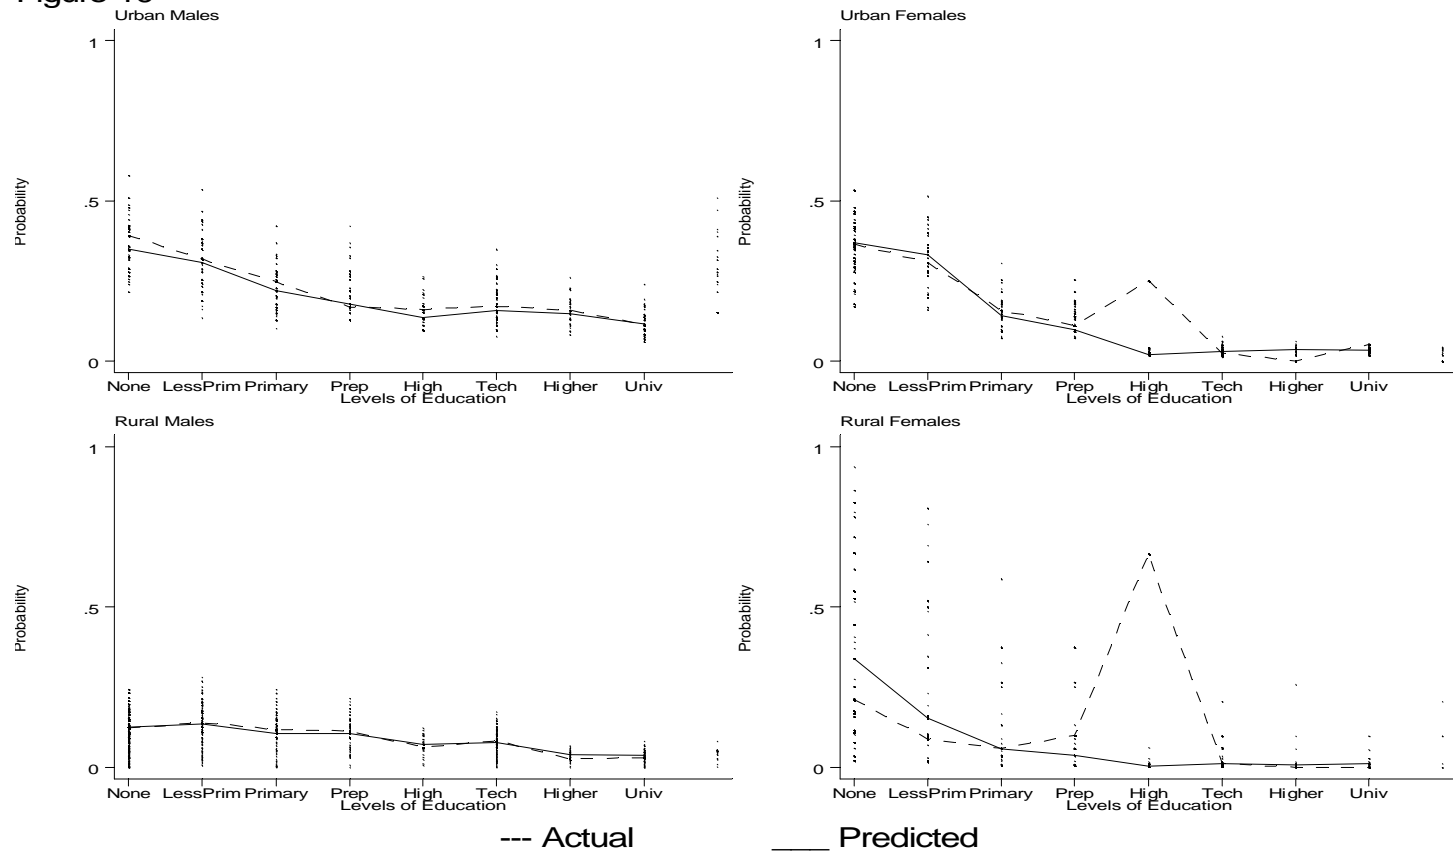 Urban Males
Urban Females
1
.5
0
Probability
None LessPrim Primary Prep High Tech Higher Univ
Levels of Education
1
.5
0
Probability
None LessPrim Primary Prep High Tech Higher Univ
Levels of Education
Rural Males
Rural Females
1
.5
0
Probability
None LessPrim Primary Prep High Tech Higher Univ
Levels of Education
1
.5
0
Probability
None LessPrim Primary Prep High Tech Higher Univ
Levels of Education
--- Actual ___ Predicted